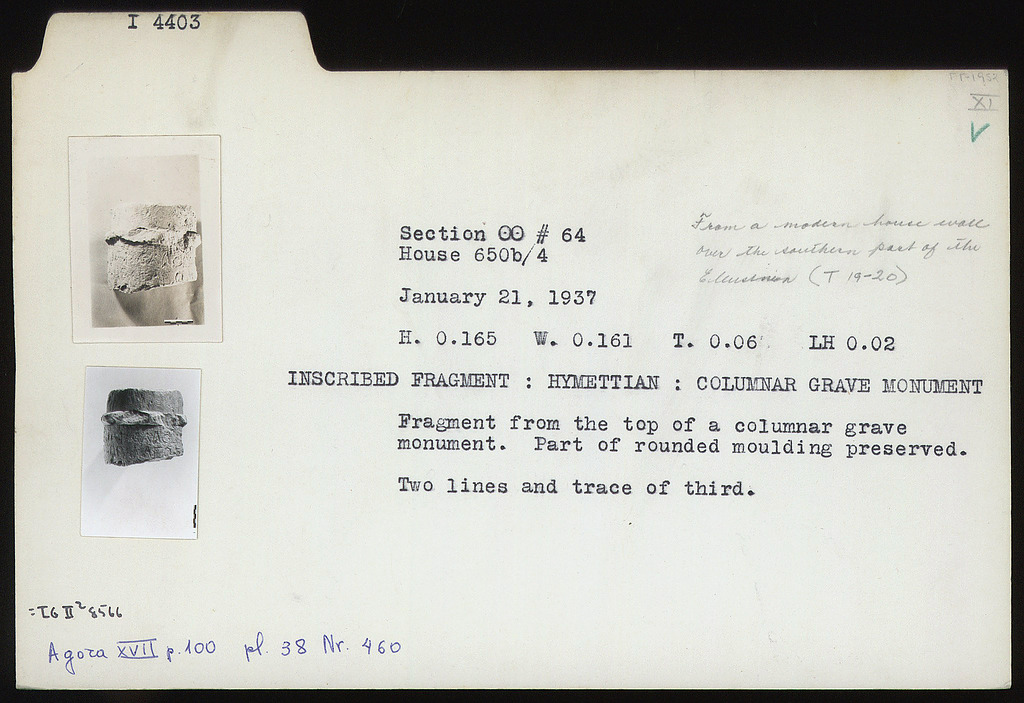 I 4403
XI
✓
Section ΘΘ # 64
House 650b/4
From a modern house wall
over the southern part of the
Eleusinion (T 19-20)
January 21, 1937
H. 0.165 W. 0.161 T. 0.06 LH 0.02
INSCRIBED FRAGMENT : HYMETTIAN : COLUMNAR GRAVE MONUMENT
Fragment from the top of a columnar grave
monument. Part of rounded moulding preserved.
Two lines and trace of third.
=IG II² 8566
Agora XVII p.100 pl. 38 Nr. 460